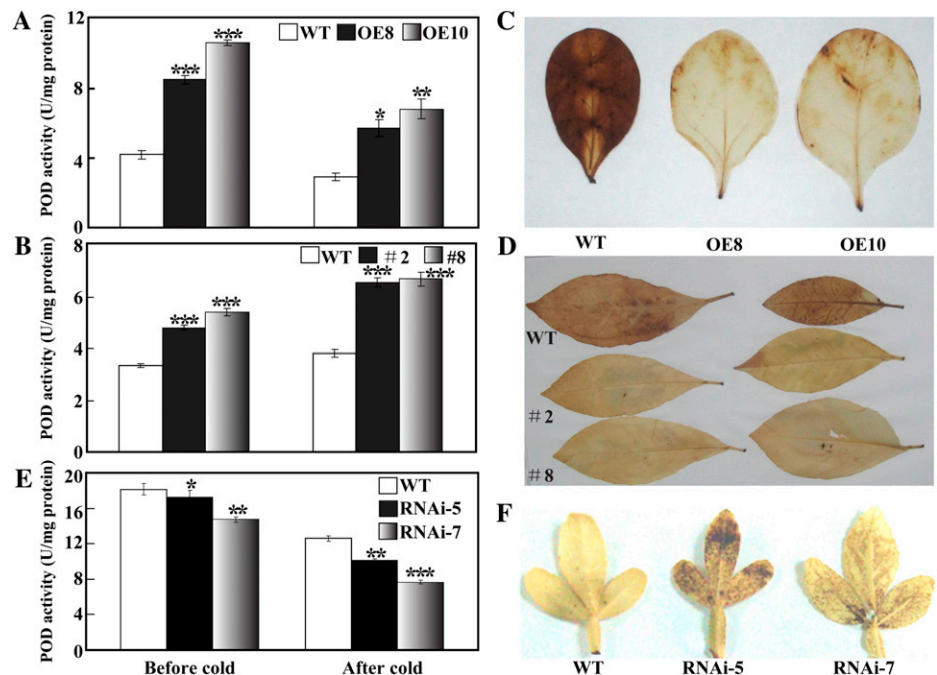 A
POD activity (U/mg protein)
12
8
4
0
WT OE8 OE10
***
***
*
**
B
POD activity (U/mg protein)
8
6
4
2
0
WT #2 #8
***
***
***
***
E
POD activity (U/mg protein)
20
16
12
8
4
0
WT
RNAi-5
RNAi-7
*
**
**
***
Before cold After cold
C
WT OE8 OE10
D
WT
#2
#8
F
WT RNAi-5 RNAi-7